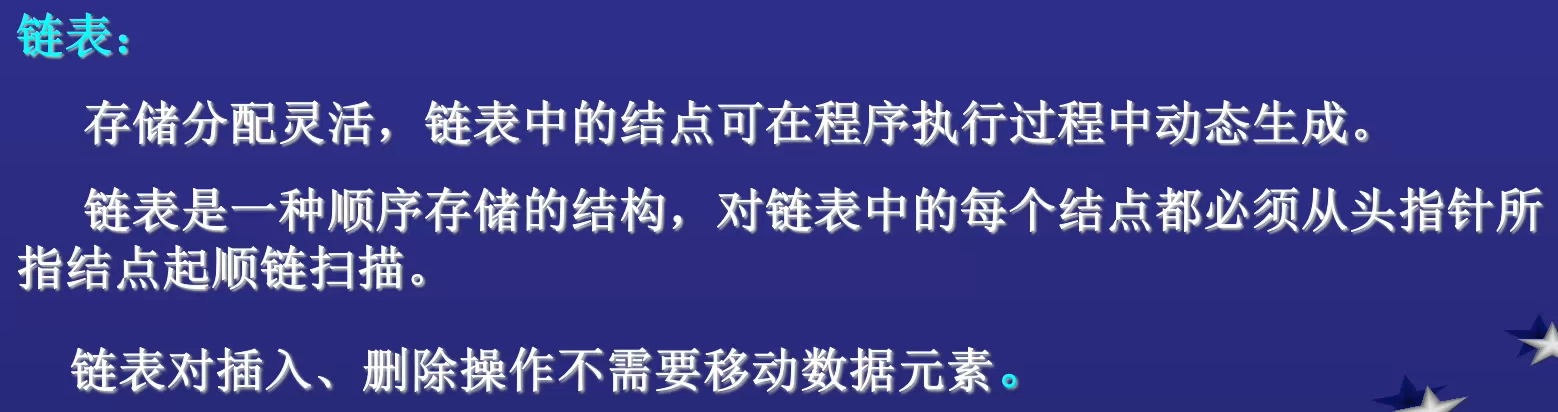 链表：
存储分配灵活，链表中的结点可在程序执行过程中动态生成。
链表是一种顺序存储的结构，对链表中的每个结点都必须从头指针所
指结点起顺链扫描。
链表对插入、删除操作不需要移动数据元素。